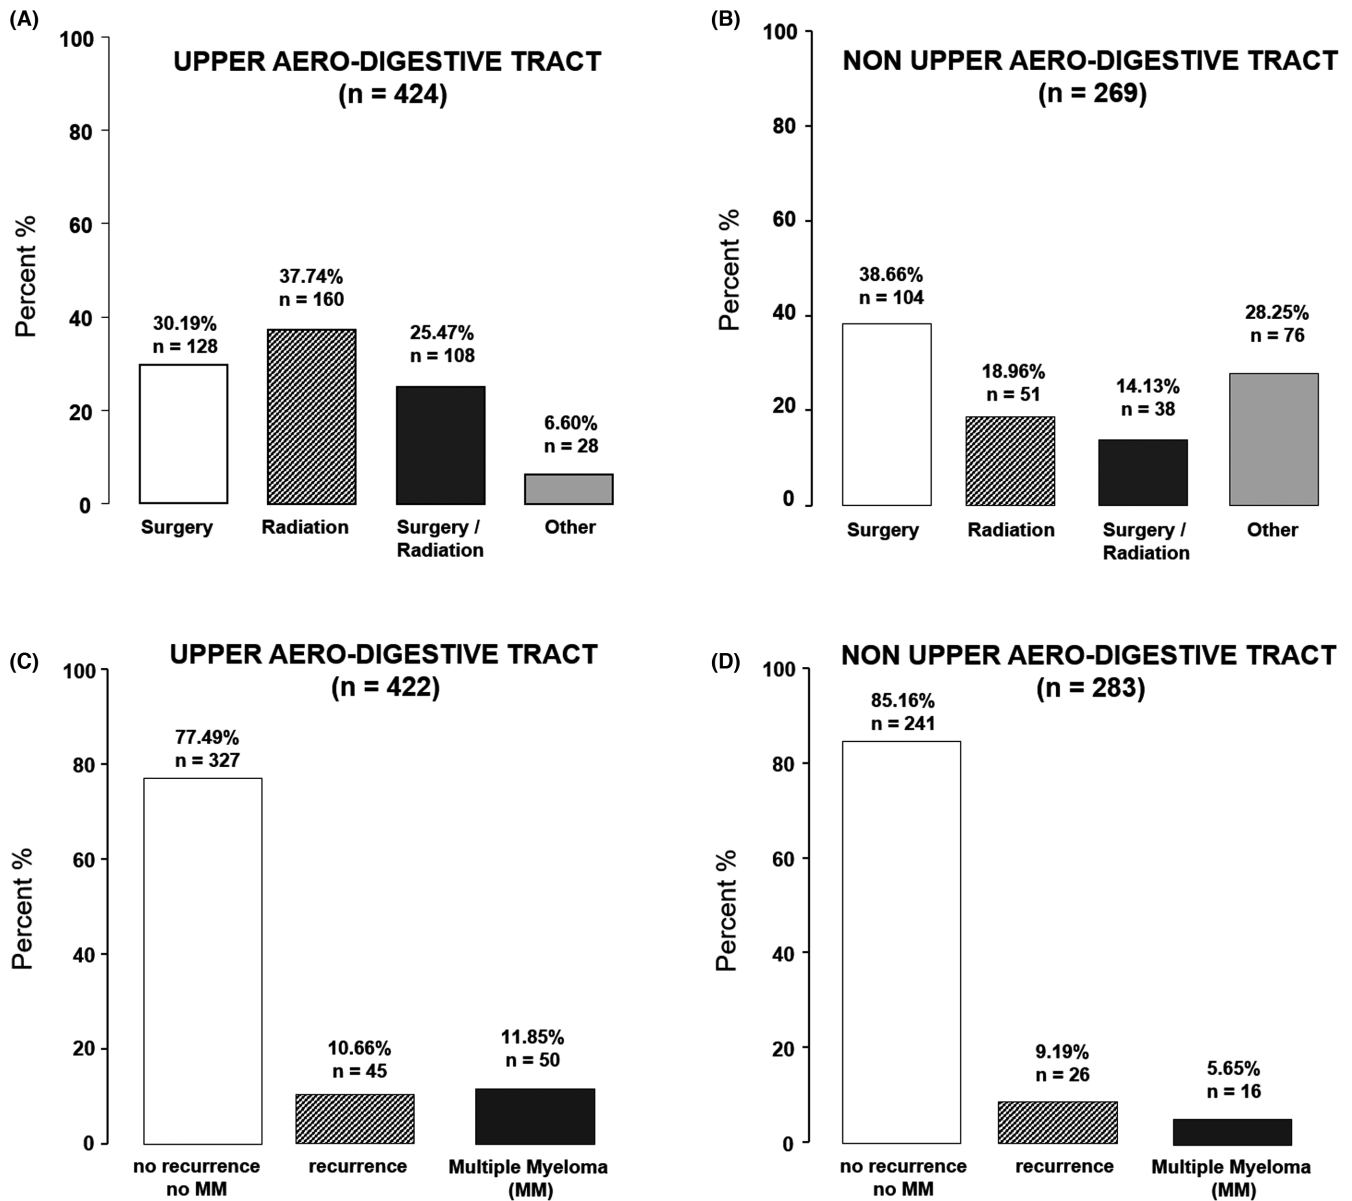 (A)
UPPER AERO-DIGESTIVE TRACT
(n = 424)
Percent %
100
80
60
40
20
0
30.19%
n = 128
37.74%
n = 160
25.47%
n = 108
6.60%
n = 28
Surgery
Radiation
Surgery /
Radiation
Other
(B)
NON UPPER AERO-DIGESTIVE TRACT
(n = 269)
Percent %
100
80
60
40
20
0
38.66%
n = 104
18.96%
n = 51
14.13%
n = 38
28.25%
n = 76
Surgery
Radiation
Surgery /
Radiation
Other
(C)
UPPER AERO-DIGESTIVE TRACT
(n = 422)
Percent %
100
80
60
40
20
0
77.49%
n = 327
10.66%
n = 45
11.85%
n = 50
no recurrence
no MM
recurrence
Multiple Myeloma
(MM)
(D)
NON UPPER AERO-DIGESTIVE TRACT
(n = 283)
Percent %
100
80
60
40
20
0
85.16%
n = 241
9.19%
n = 26
5.65%
n = 16
no recurrence
no MM
recurrence
Multiple Myeloma
(MM)